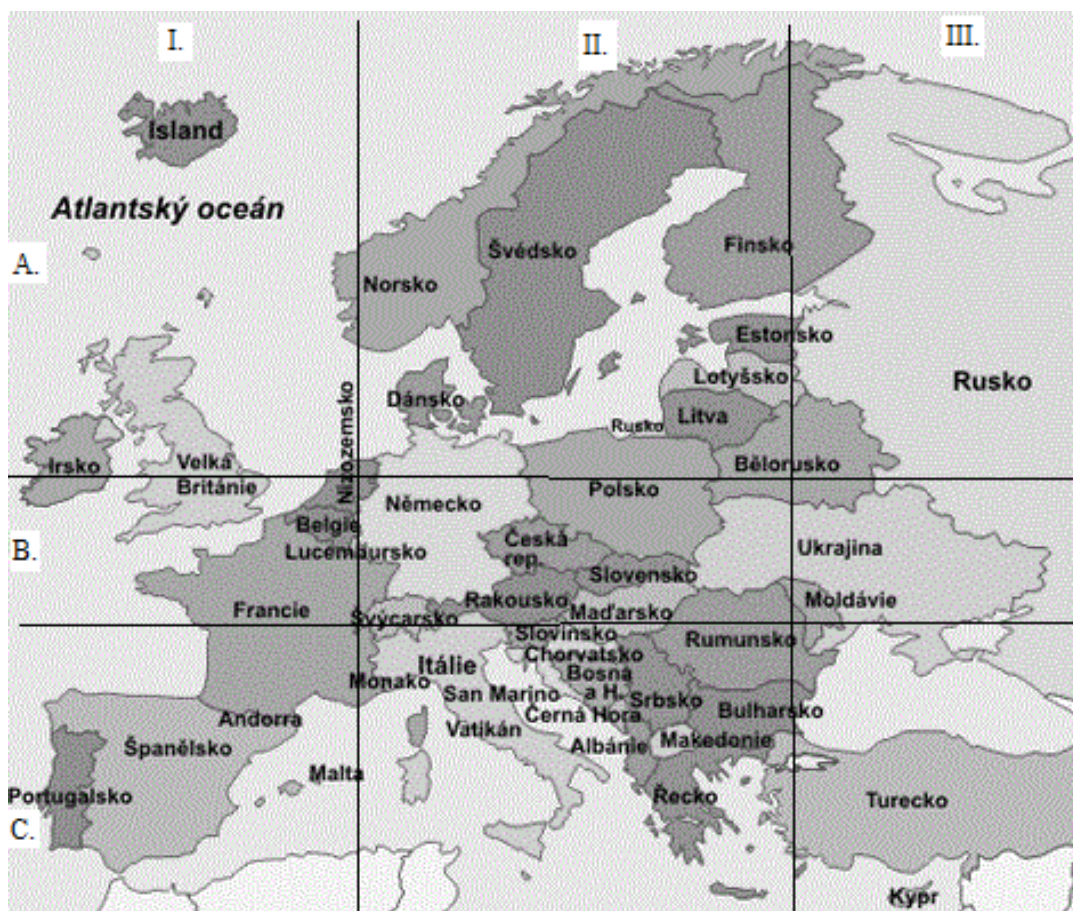 I.
II.
III.
Island
Atlantský oceán
A.
Norsko
Švédsko
Finsko
Estonsko
Lotyšsko
Litva
Rusko
Rusko
Dánsko
Nizozemsko
Irsko
Velká
Británie
Bělorusko
Polsko
Německo
Belgie
Lucembursko
B.
Česká
rep.
Slovensko
Ukrajina
Francie
Švýcarsko
Rakousko
Maďarsko
Moldávie
Slovinsko
Chorvatsko
Rumunsko
Itálie
Monako
San Marino
Bosna
a H.
Srbsko
Černá Hora
Bulharsko
Andorra
Vatikán
Albánie
Makedonie
Španělsko
Malta
Portugalsko
Řecko
Turecko
C.
Kypr